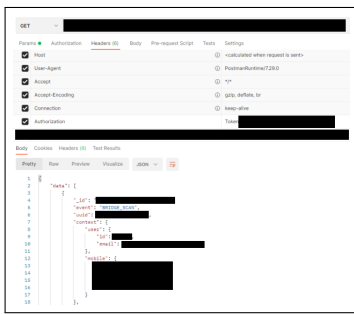 GET
Params Authorization Headers (6) Body Pre-request Script Tests Settings
Host <calculated when request is sent>
User-Agent PostmanRuntime/7.29.0
Accept */*
Accept-Encoding gzip, deflate, br
Connection keep-alive
Authorization Token
Body Cookies Headers (6) Test Results
Pretty Raw Preview Visualize JSON
1 {
2 "data": [
3 {
4 "_id": "
5 "event": "BRIDGE_SCAN",
6 "uuid":
7 "context": {
8 "user": {
9 "id":
10 "email":
11 },
12 "mobile": {
13
14
15
16
17 }
18 },